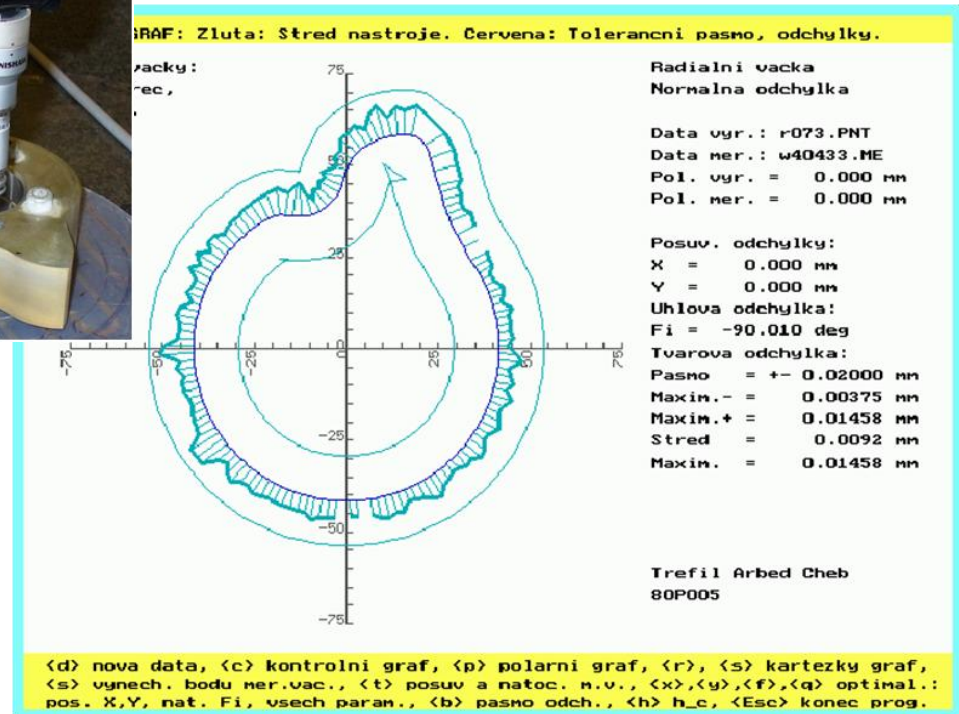 NISHAW
GRAF: Zluta: Stred nastroje. Cervena: Tolerancni pasmo, odchylky.
vacky:
rec,
Radialni vacka
Normalna odchylka
Data vyr.: r073.PNT
Data mer.: w40433.ME
Pol. vyr. = 0.000 mm
Pol. mer. = 0.000 mm
Posuv. odchylky:
X = 0.000 mm
Y = 0.000 mm
Uhlova odchylka:
Fi = -90.010 deg
Tvarova odchylka:
Pasmo = +- 0.02000 mm
Maxim.- = 0.00375 mm
Maxim.+ = 0.01458 mm
Stred = 0.0092 mm
Maxim. = 0.01458 mm
75
50
25
-75 -50 -25 0 25 50 75
-25
-50
-75
Trefil Arbed Cheb
80P005
<d> nova data, <c> kontrolni graf, <p> polarni graf, <r>, <s> kartezky graf,
<s> vynech. bodu mer.vac., <t> posuv a natoc. m.v., <x>,<y>,<f>,<q> optimal.:
pos. X,Y, nat. Fi, vsech param., <b> pasmo odch., <h> h_c, <Esc> konec prog.